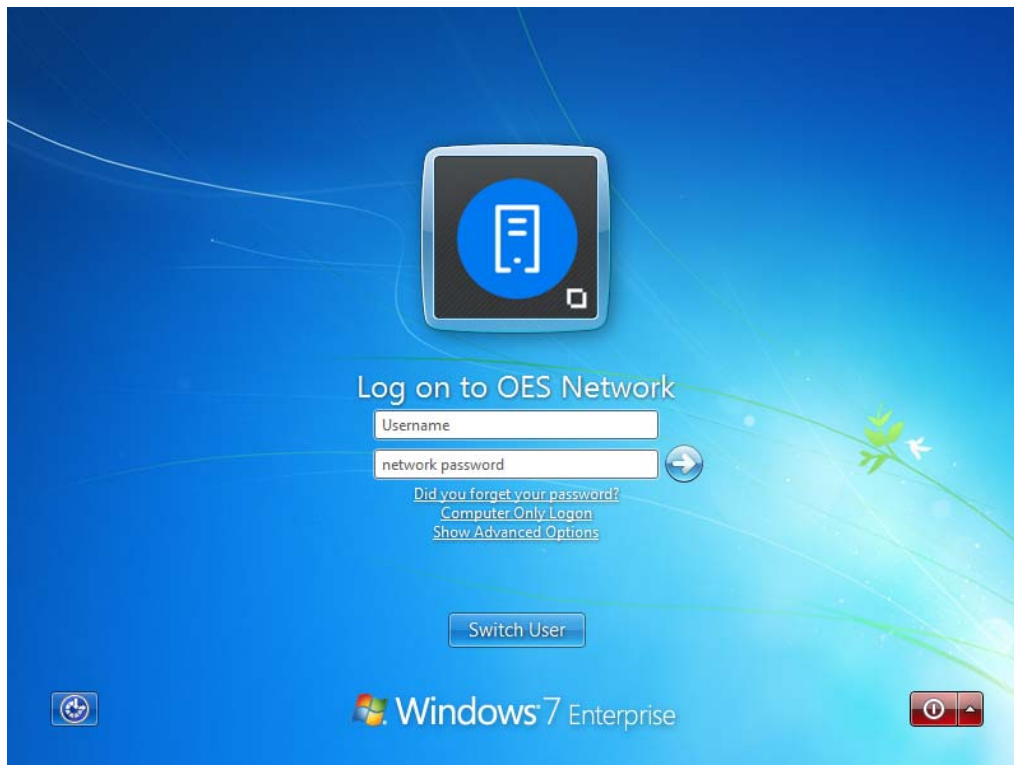 Log on to OES Network
Username
network password
Did you forget your password?
Computer Only Logon
Show Advanced Options
Switch User
Windows 7 Enterprise